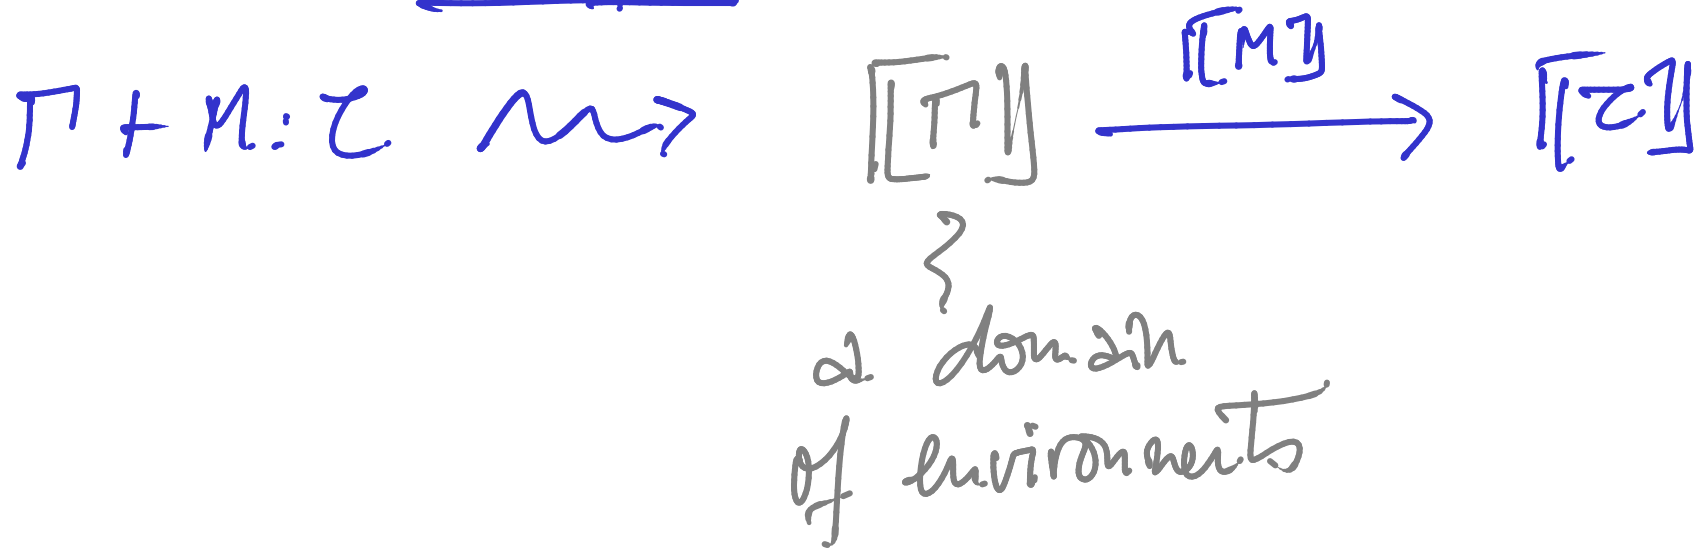 Γ ⊢ M : τ ⇝ ⟦Γ⟧ ⟶ ⟦τ⟧
⟦M⟧
a domain
of environments